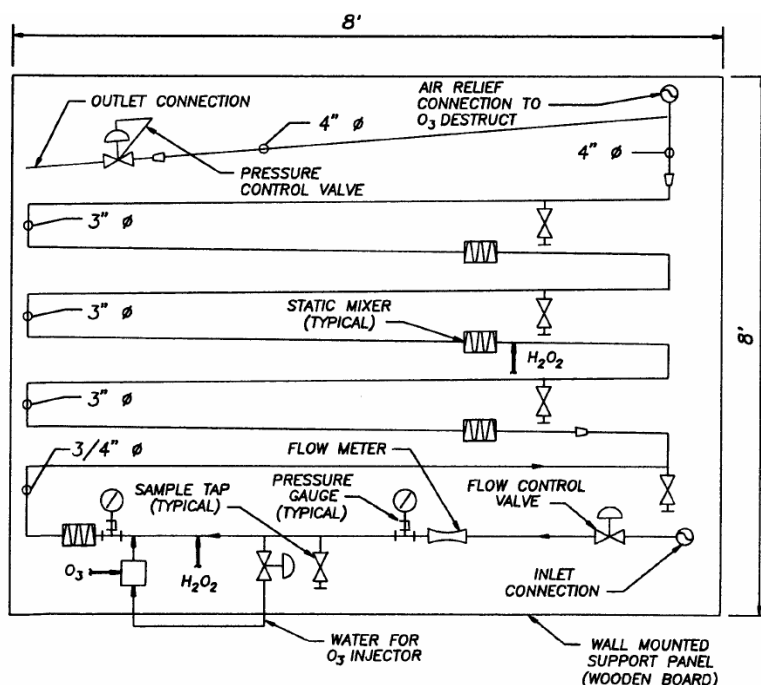 8'
OUTLET CONNECTION
AIR RELIEF
CONNECTION TO
O₃ DESTRUCT
4" Ø
4" Ø
PRESSURE
CONTROL VALVE
3" Ø
STATIC MIXER
(TYPICAL)
3" Ø
H₂O₂
8'
3" Ø
3/4" Ø
FLOW METER
SAMPLE TAP
(TYPICAL)
PRESSURE
GAUGE
(TYPICAL)
FLOW CONTROL
VALVE
O₃
H₂O₂
INLET
CONNECTION
WATER FOR
O₃ INJECTOR
WALL MOUNTED
SUPPORT PANEL
(WOODEN BOARD)